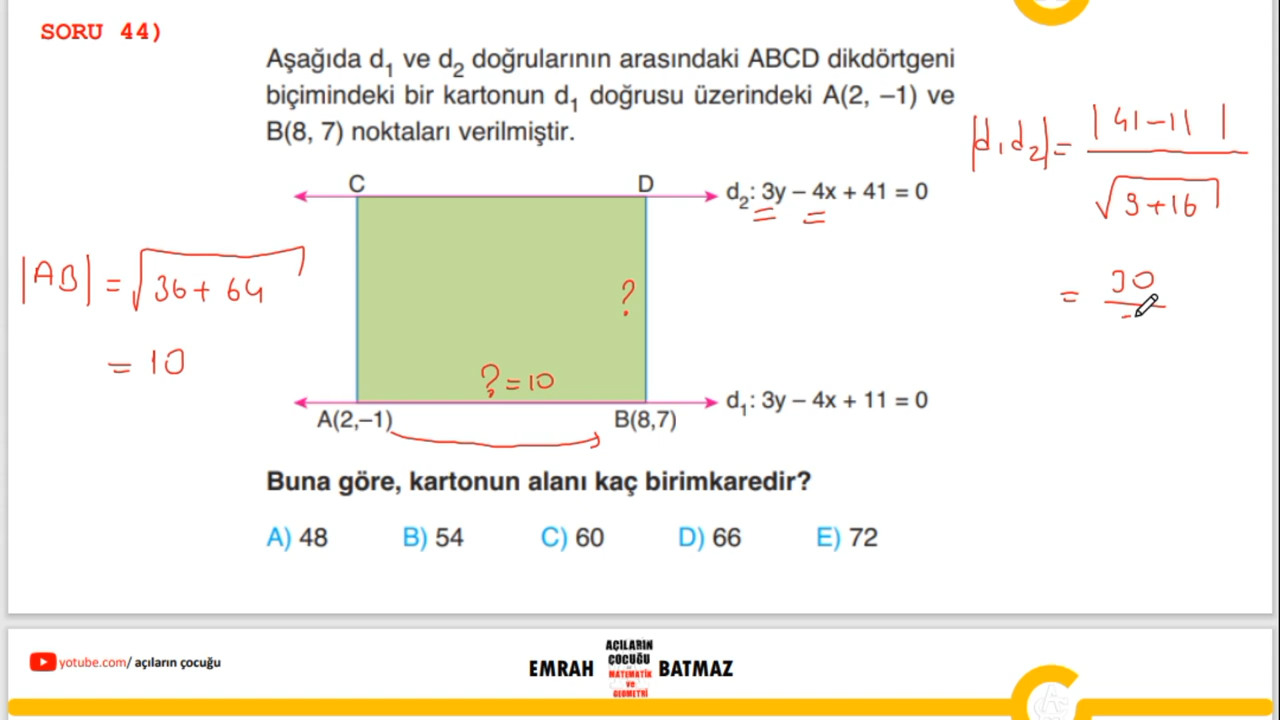 SORU 44)
Aşağıda d₁ ve d₂ doğrularının arasındaki ABCD dikdörtgeni
biçimindeki bir kartonun d₁ doğrusu üzerindeki A(2, –1) ve
B(8, 7) noktaları verilmiştir.
|d₁d₂| = |41-11| / √9+16
= 30
C
D
d₂: 3y – 4x + 41 = 0
|AB| = √36+64
= 10
?
? = 10
d₁: 3y – 4x + 11 = 0
A(2,–1)
B(8,7)
Buna göre, kartonun alanı kaç birimkaredir?
A) 48 B) 54 C) 60 D) 66 E) 72
yotube.com/ açıların çocuğu
EMRAH
AÇILARIN
ÇOCUĞU
MATEMATİK
ve
GEOMETRİ
BATMAZ